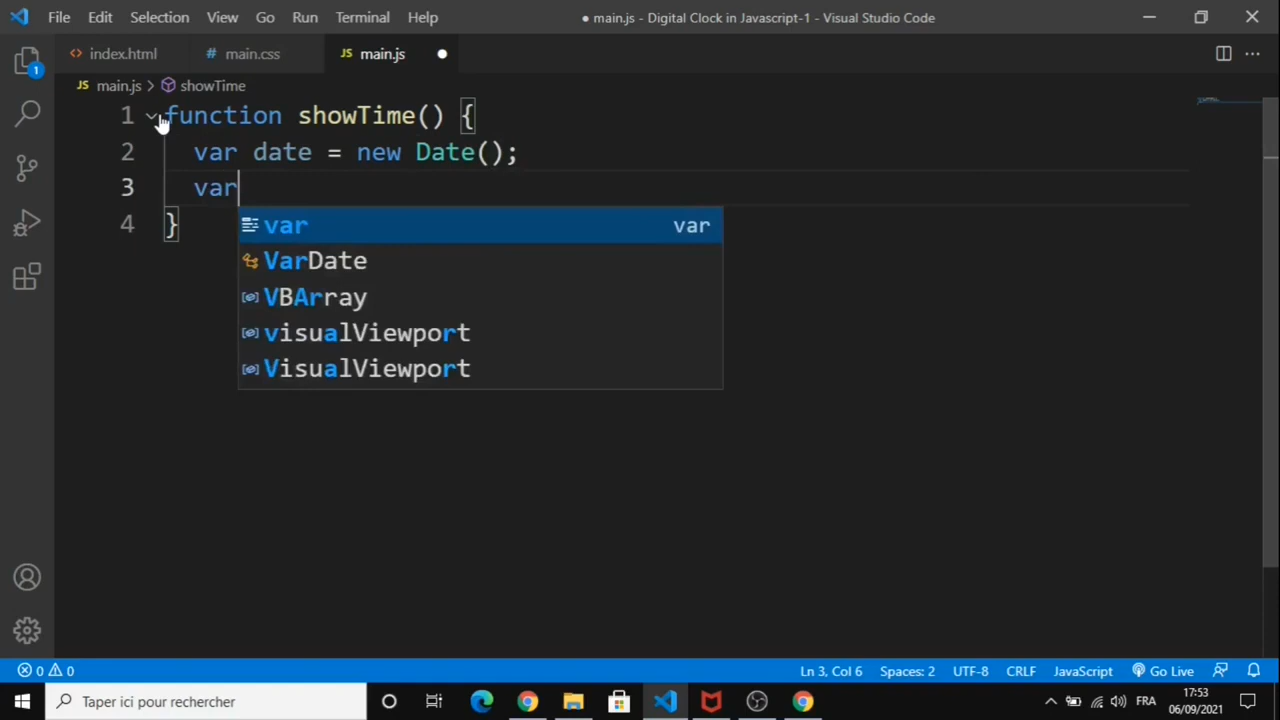 File Edit Selection View Go Run Terminal Help ● main.js - Digital Clock in Javascript-1 - Visual Studio Code
<> index.html # main.css JS main.js ●
JS main.js > showTime
1 function showTime() {
2 var date = new Date();
3 var
4 }
var var
VarDate
VBArray
visualViewport
VisualViewport
1
0 0 Ln 3, Col 6 Spaces: 2 UTF-8 CRLF JavaScript Go Live
Taper ici pour rechercher FRA 17:53
06/09/2021